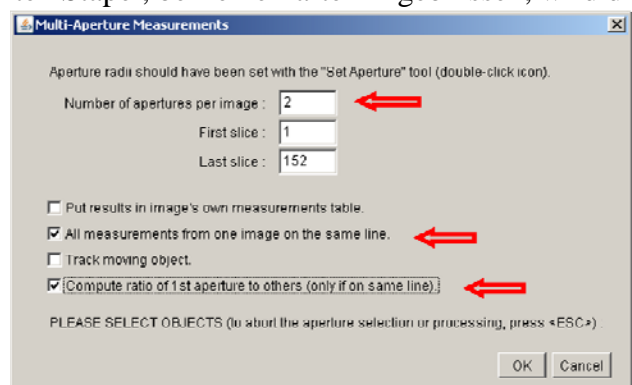 Multi-Aperture Measurements
Aperture radii should have been set with the "Set Aperture" tool (double-click icon).
Number of apertures per image : 2
First slice : 1
Last slice : 152
Put results in image's own measurements table.
All measurements from one image on the same line.
Track moving object.
Compute ratio of 1st aperture to others (only if on same line).
PLEASE SELECT OBJECTS (to abort the aperture selection or processing, press <ESC>) .
OK Cancel